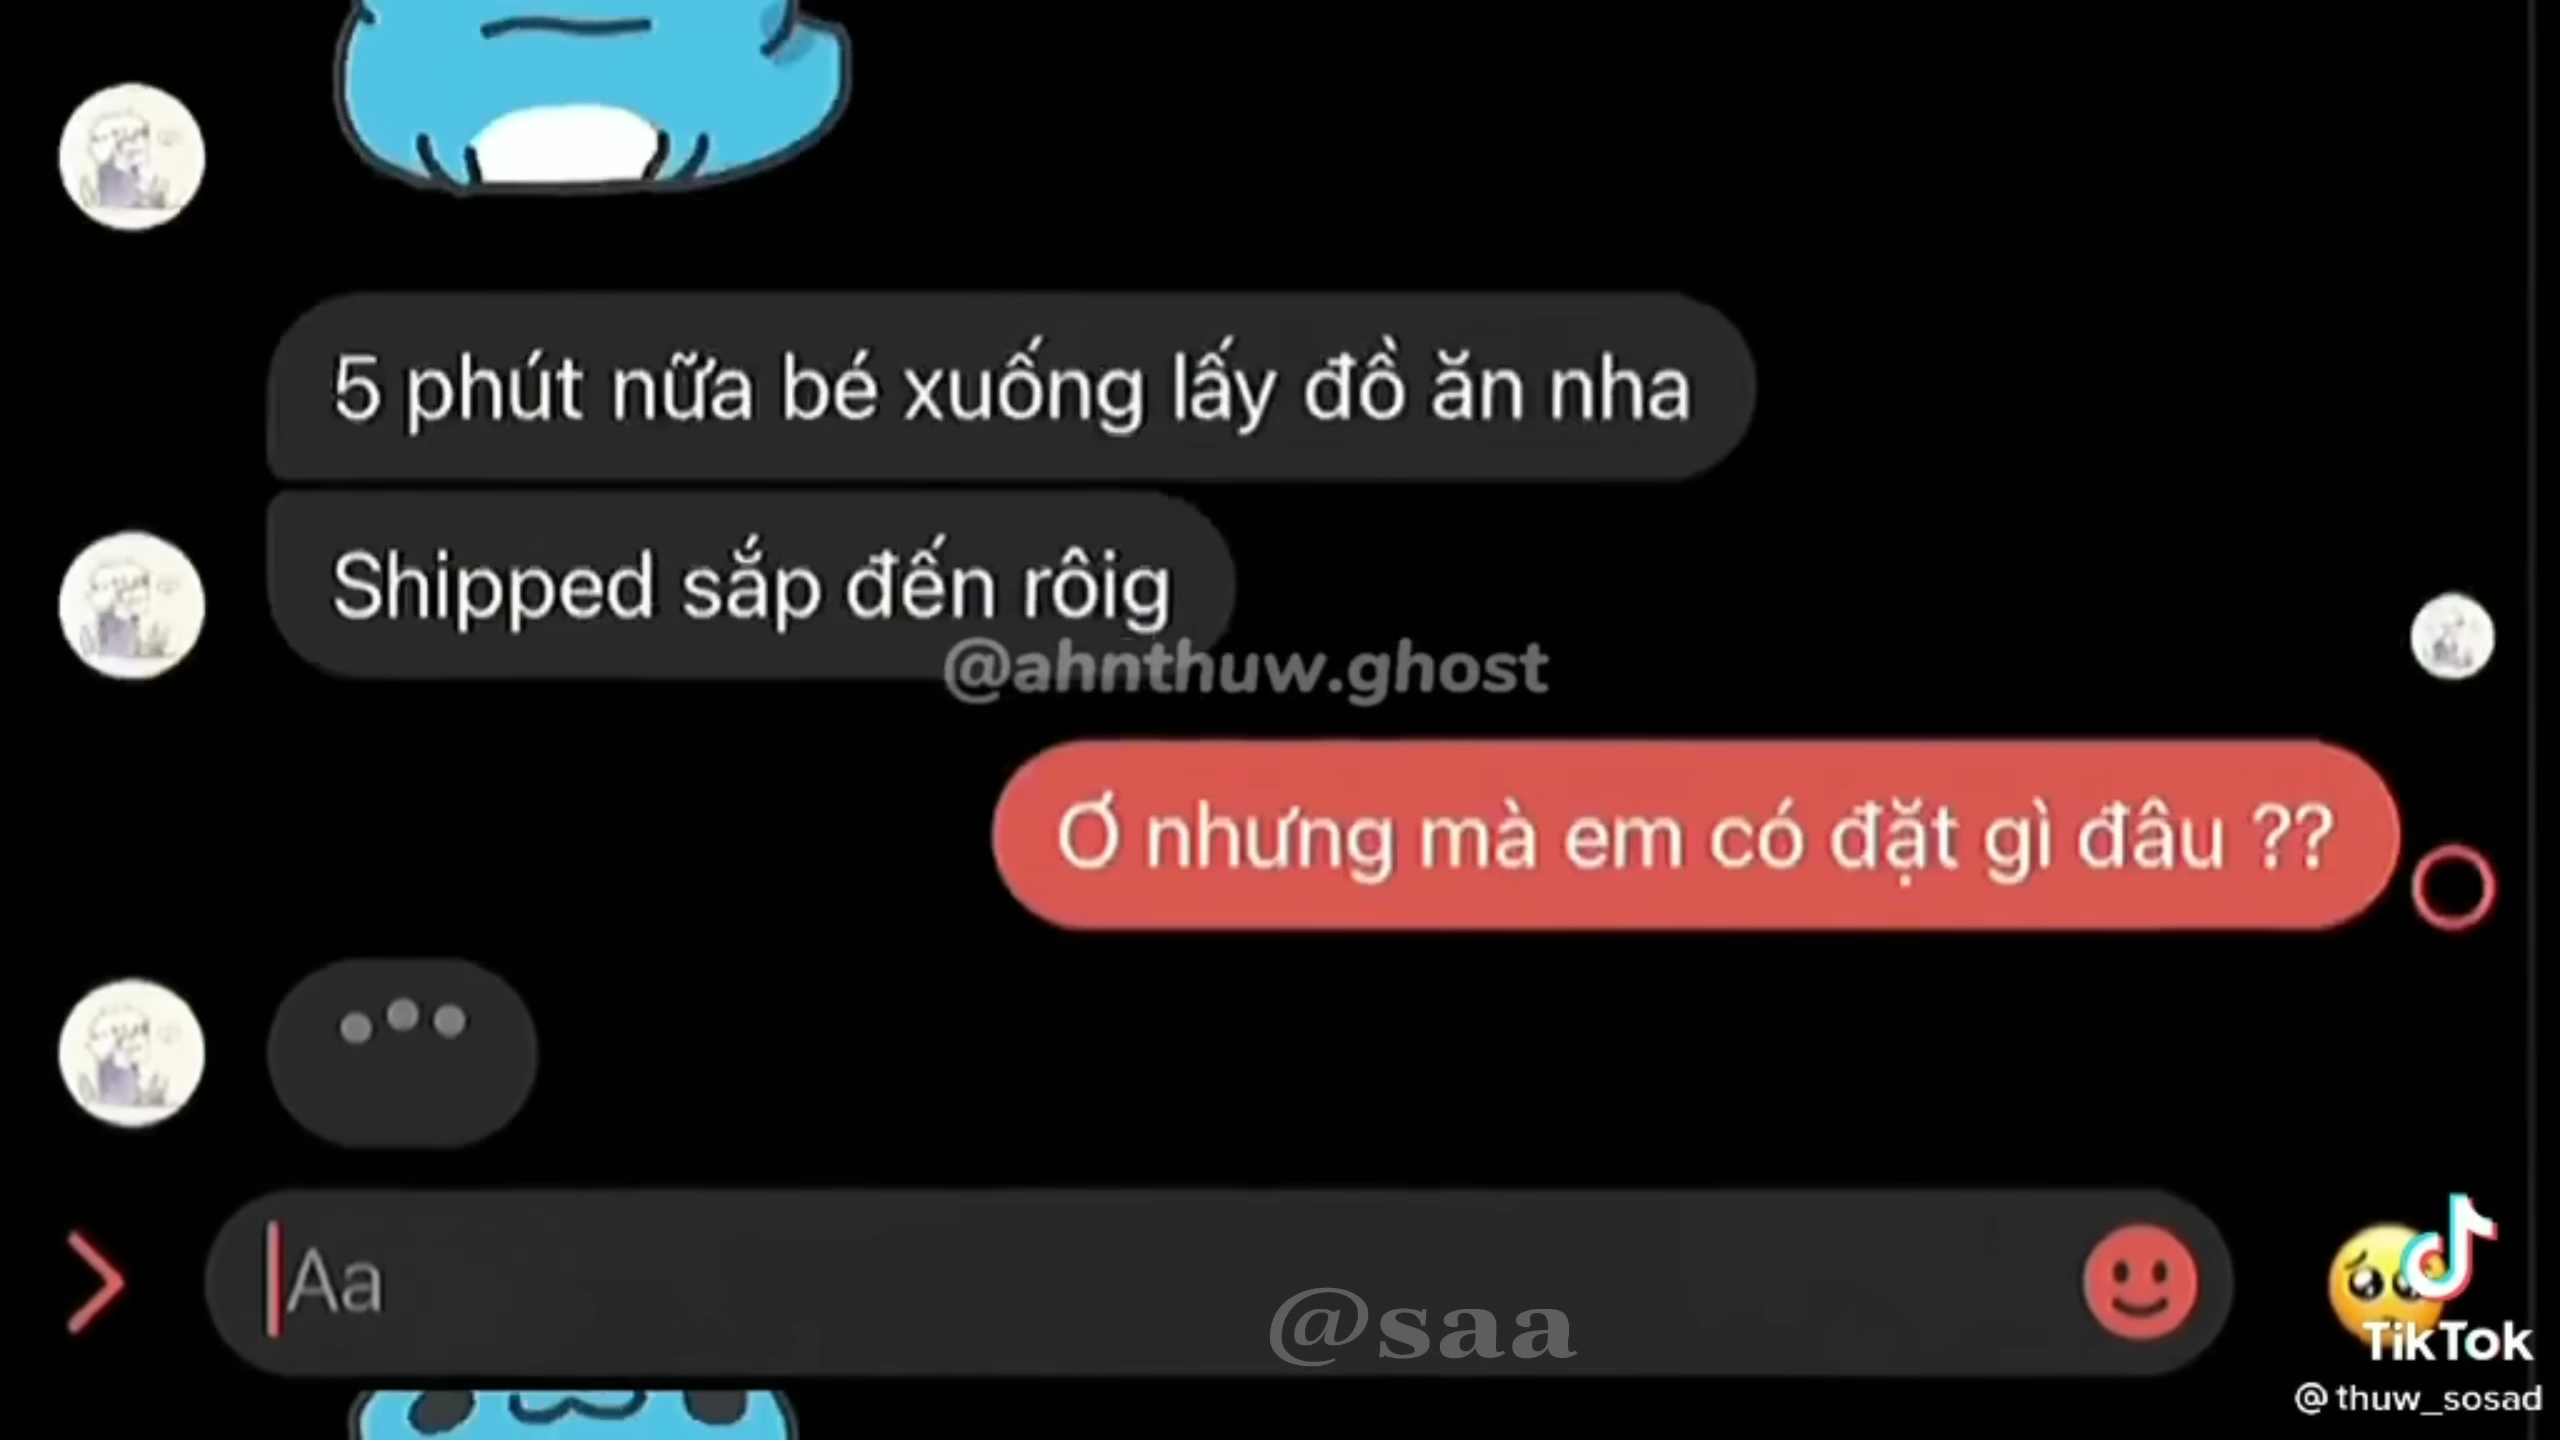 5 phút nữa bé xuống lấy đồ ăn nha
Shipped sắp đến rôig
@ahnthuw.ghost
Ơ nhưng mà em có đặt gì đâu ??
Aa
@saa
TikTok
@thuw_sosad